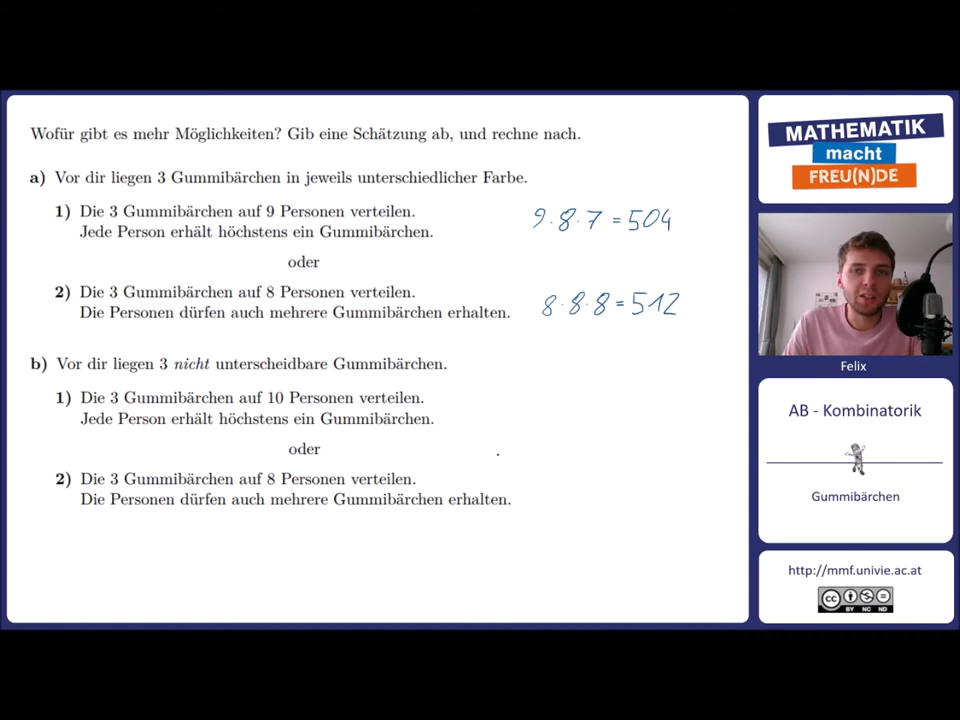 Wofür gibt es mehr Möglichkeiten? Gib eine Schätzung ab, und rechne nach.
a) Vor dir liegen 3 Gummibärchen in jeweils unterschiedlicher Farbe.
1) Die 3 Gummibärchen auf 9 Personen verteilen.
Jede Person erhält höchstens ein Gummibärchen.
9·8·7 = 504
oder
2) Die 3 Gummibärchen auf 8 Personen verteilen.
Die Personen dürfen auch mehrere Gummibärchen erhalten.
8·8·8 = 512
b) Vor dir liegen 3 nicht unterscheidbare Gummibärchen.
1) Die 3 Gummibärchen auf 10 Personen verteilen.
Jede Person erhält höchstens ein Gummibärchen.
oder
2) Die 3 Gummibärchen auf 8 Personen verteilen.
Die Personen dürfen auch mehrere Gummibärchen erhalten.
MATHEMATIK
macht
FREU(N)DE
Felix
AB - Kombinatorik
Gummibärchen
http://mmf.univie.ac.at
cc
BY NC ND